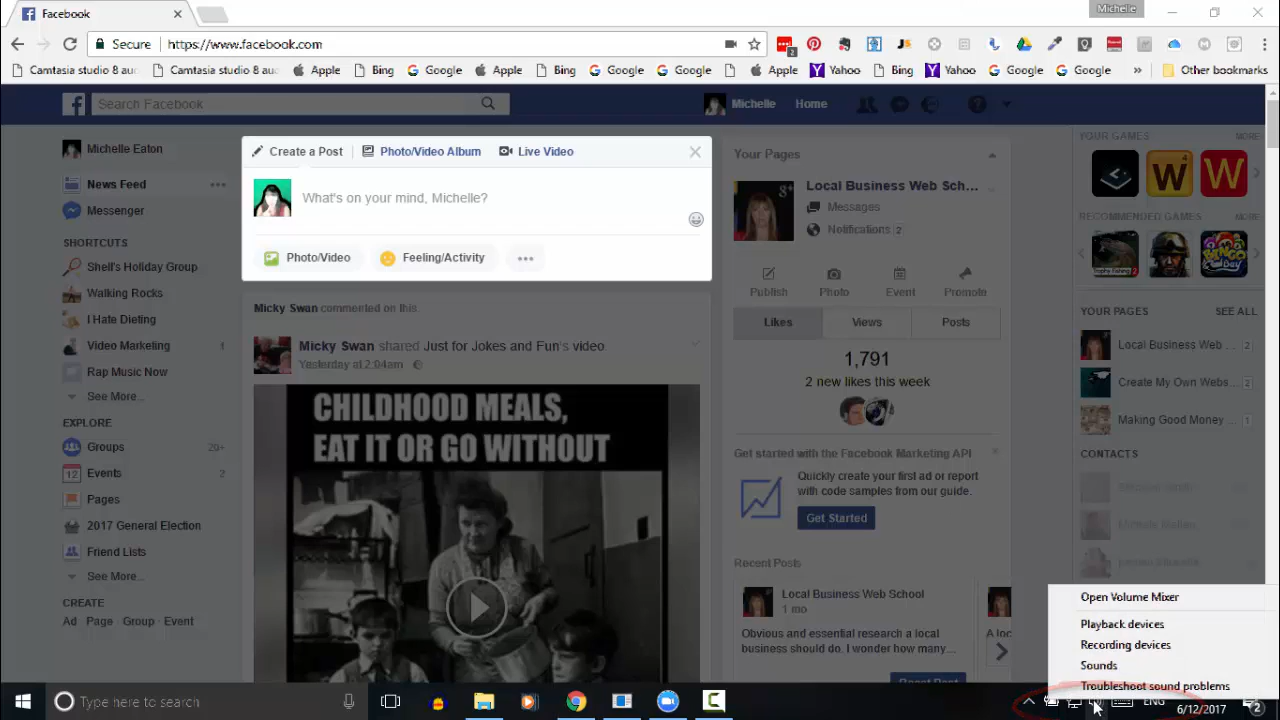 Facebook
Michelle
Secure
https://www.facebook.com
2
Camtasia studio 8 au
Camtasia studio 8 au
Apple
Bing
Google
Apple
Bing
Google
Google
Apple
Yahoo
Bing
Yahoo
Google
Google
»
Other bookmarks
Search Facebook
Michelle
Home
Michelle Eaton
News Feed
Messenger
SHORTCUTS
Shell's Holiday Group
Walking Rocks
I Hate Dieting
Video Marketing
Rap Music Now
See More...
EXPLORE
Groups
Events 2
Pages
2017 General Election
Friend Lists
See More...
CREATE
Ad · Page · Group · Event
Create a Post
Photo/Video Album
Live Video
What's on your mind, Michelle?
Photo/Video
Feeling/Activity
Micky Swan commented on this.
Micky Swan shared Just for Jokes and Fun's video
Yesterday at 2:04am
CHILDHOOD MEALS,
EAT IT OR GO WITHOUT
Your Pages
Local Business Web Sch...
Messages
Notifications 2
Publish
Photo
Event
Promote
Likes
Views
Posts
1,791
2 new likes this week
Get started with the Facebook Marketing API
Quickly create your first ad or report
with code samples from our guide.
Get Started
Recent Posts
Local Business Web School
1 mo
Obvious and essential research a local
business should do. I wonder how many...
A loc
Boost Post
YOUR GAMES
MORE
RECOMMENDED GAMES
MORE
BINGO
YOUR PAGES
SEE ALL
Local Business Web ... 2
Create My Own Webs... 2
Making Good Money ... 1
CONTACTS
Open Volume Mixer
Playback devices
Recording devices
Sounds
Troubleshoot sound problems
Type here to search
ENG
6/12/2017
2